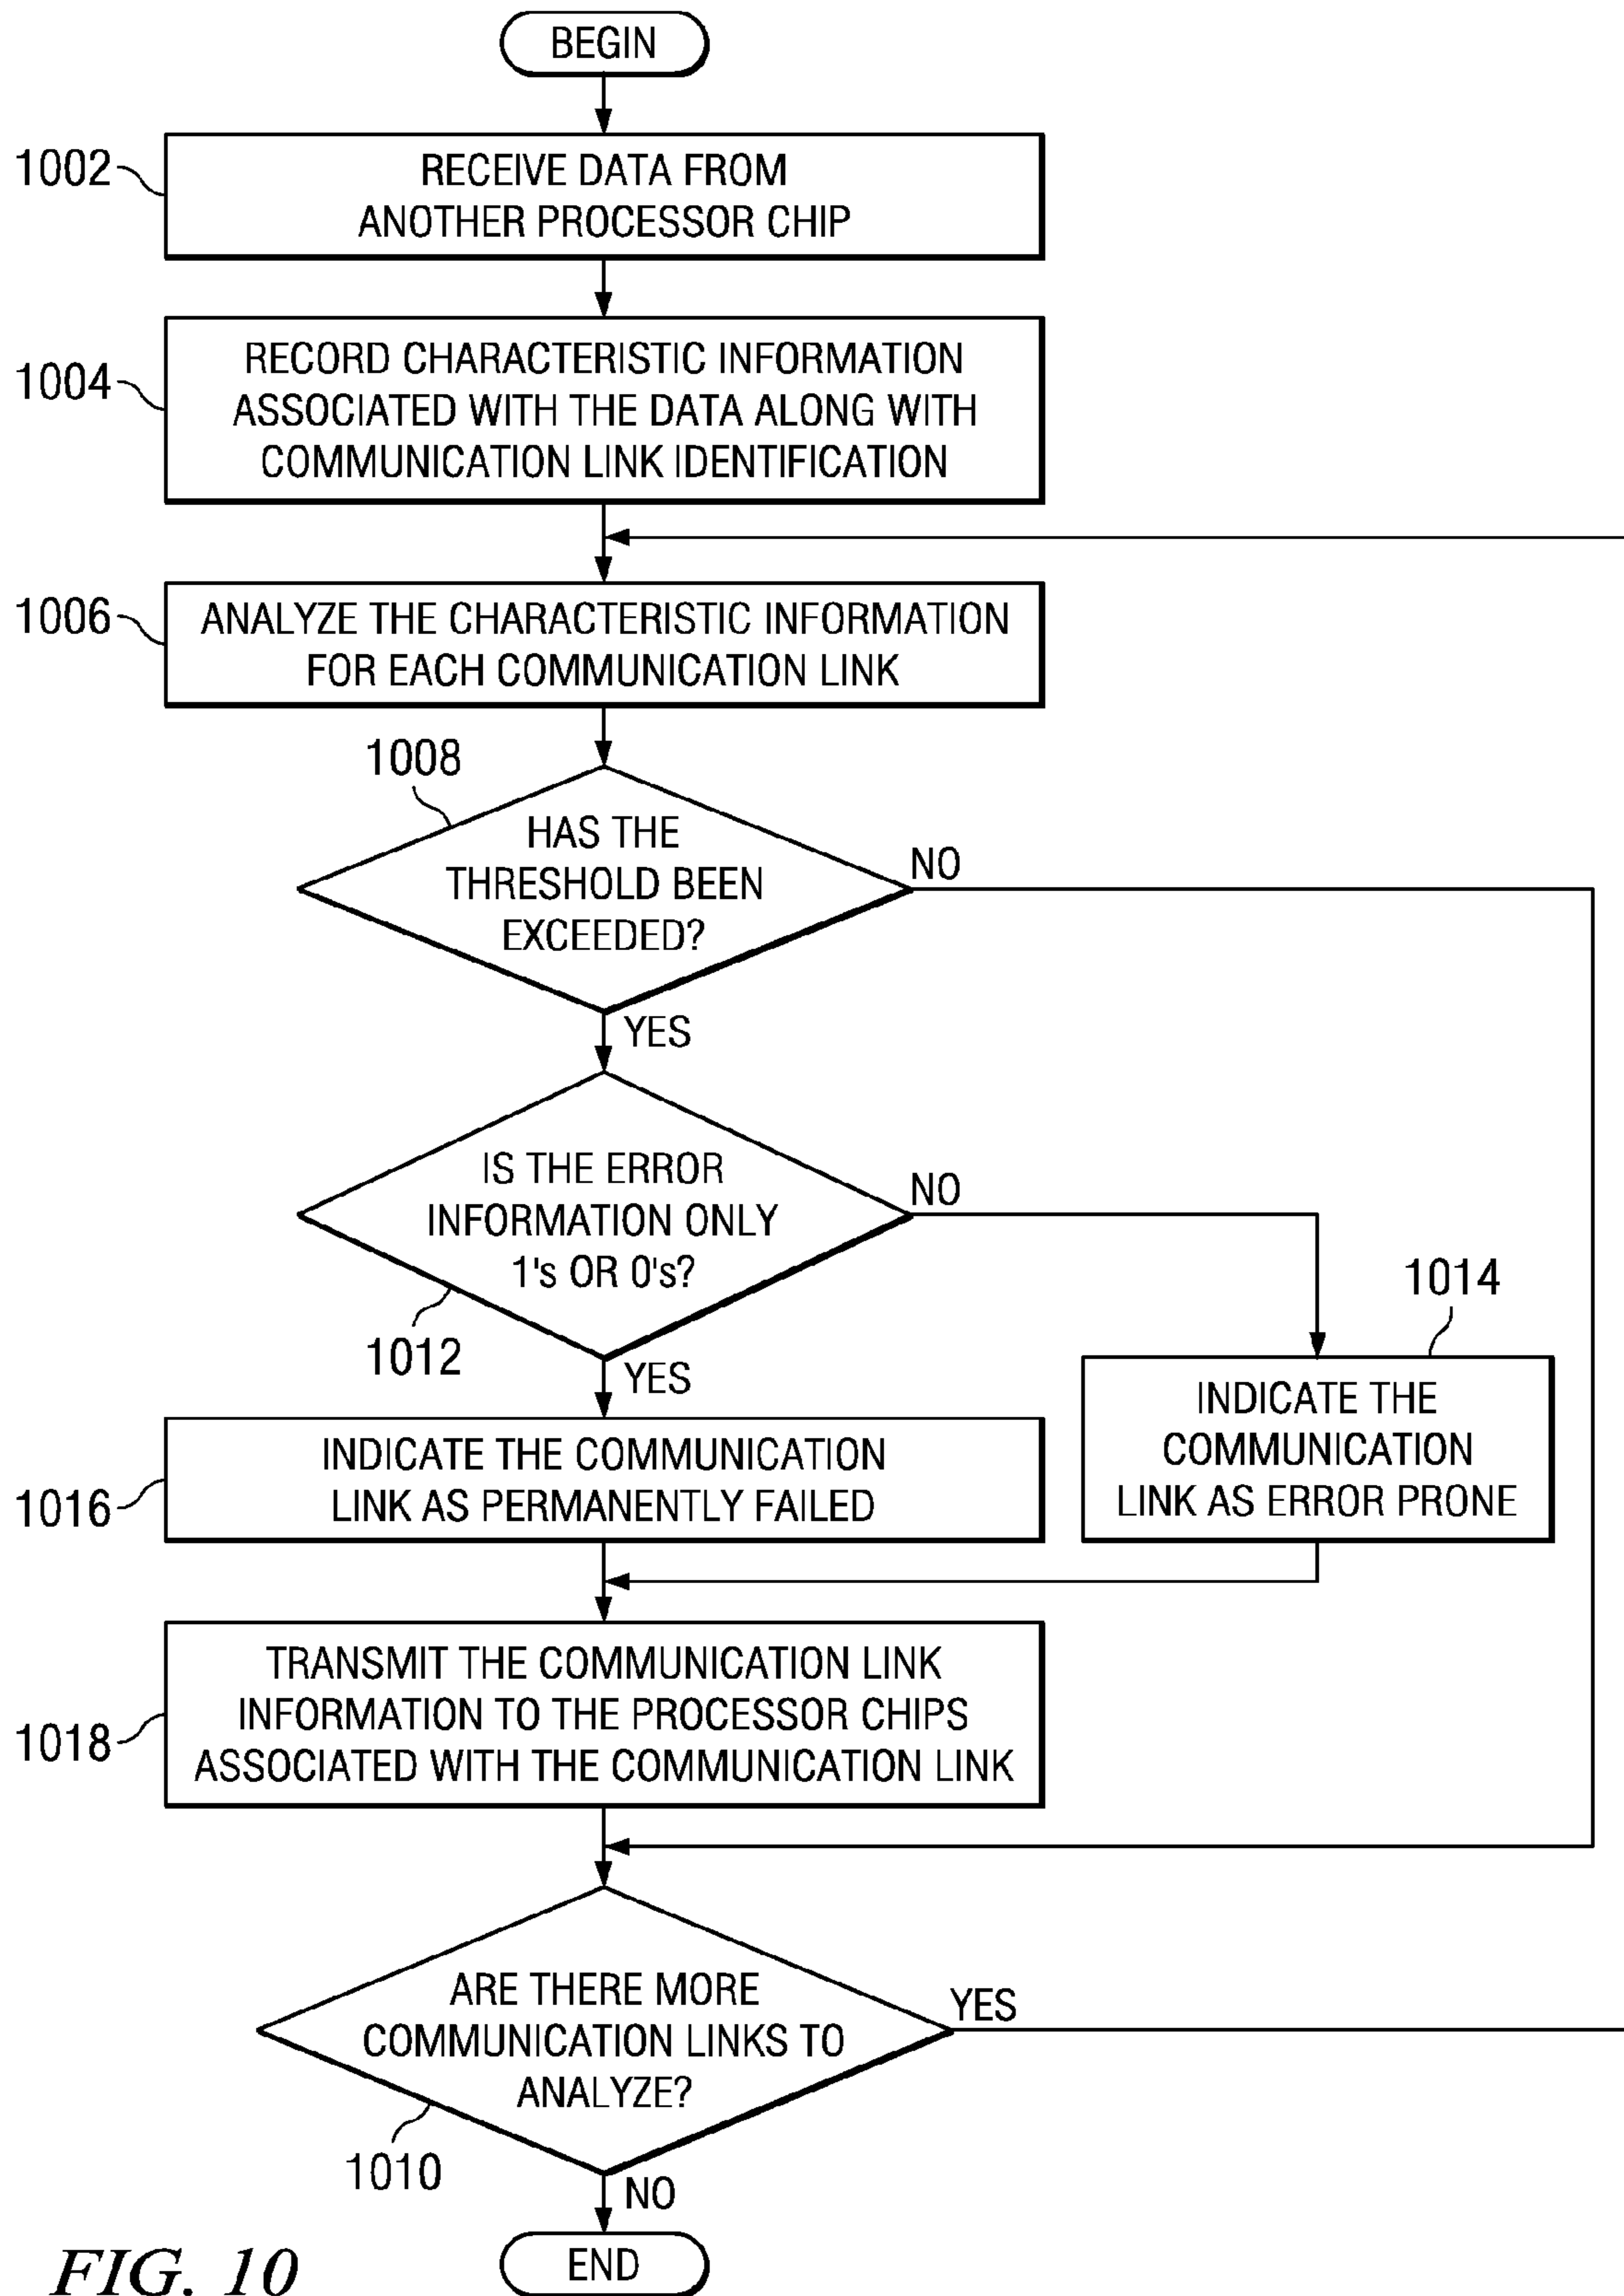 BEGIN
1002
RECEIVE DATA FROM
ANOTHER PROCESSOR CHIP
1004
RECORD CHARACTERISTIC INFORMATION
ASSOCIATED WITH THE DATA ALONG WITH
COMMUNICATION LINK IDENTIFICATION
1006
ANALYZE THE CHARACTERISTIC INFORMATION
FOR EACH COMMUNICATION LINK
1008
HAS THE
THRESHOLD BEEN
EXCEEDED?
NO
YES
IS THE ERROR
INFORMATION ONLY
1's OR 0's?
NO
1012
YES
1014
INDICATE THE
COMMUNICATION
LINK AS ERROR PRONE
1016
INDICATE THE COMMUNICATION
LINK AS PERMANENTLY FAILED
1018
TRANSMIT THE COMMUNICATION LINK
INFORMATION TO THE PROCESSOR CHIPS
ASSOCIATED WITH THE COMMUNICATION LINK
ARE THERE MORE
COMMUNICATION LINKS TO
ANALYZE?
YES
1010
NO
END
FIG. 10